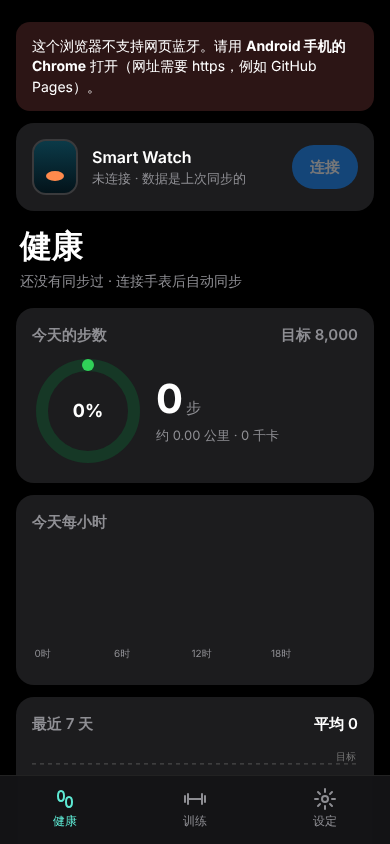 这个浏览器不支持网页蓝牙。请用 Android 手机的
Chrome 打开（网址需要 https，例如 GitHub
Pages）。
Smart Watch
未连接 · 数据是上次同步的
连接
健康
还没有同步过 · 连接手表后自动同步
今天的步数
目标 8,000
0%
0 步
约 0.00 公里 · 0 千卡
今天每小时
0时 6时 12时 18时
最近 7 天
平均 0
目标
健康 训练 设定